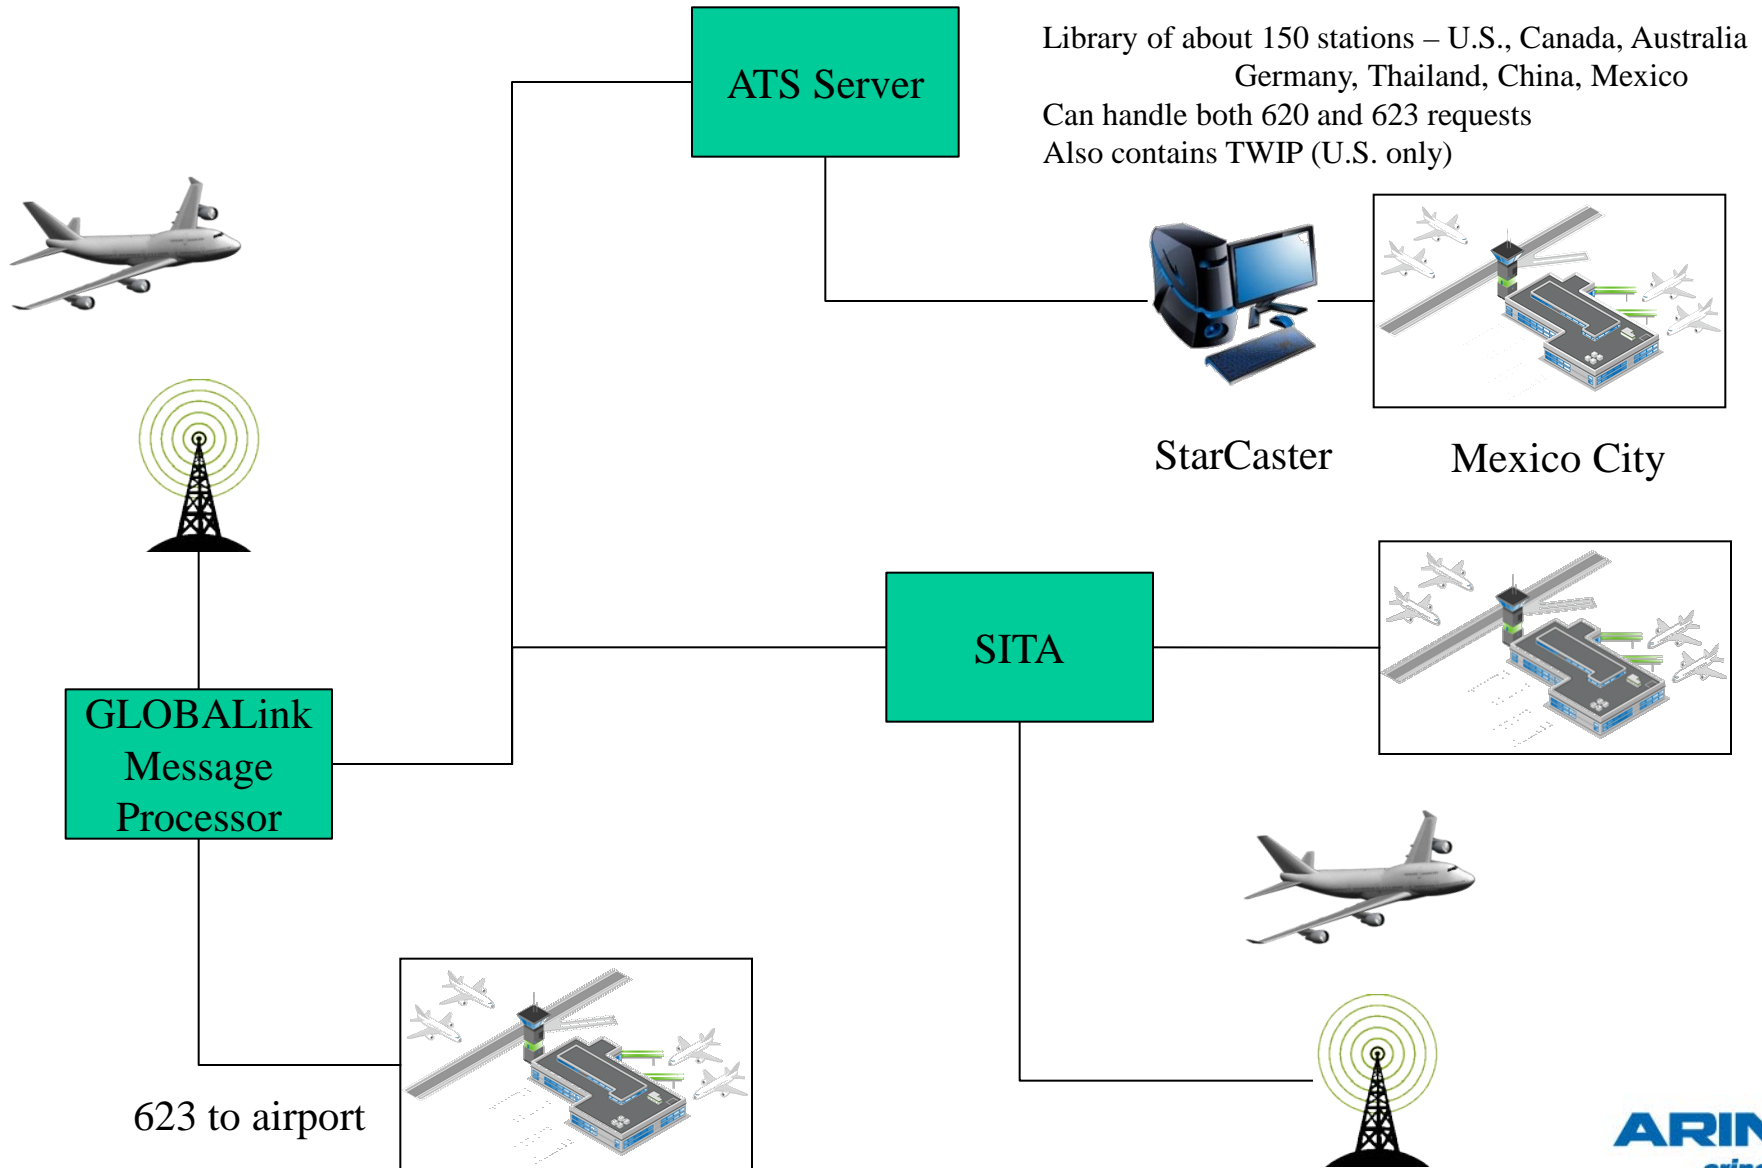 ATS Server
Library of about 150 stations – U.S., Canada, Australia
Germany, Thailand, China, Mexico
Can handle both 620 and 623 requests
Also contains TWIP (U.S. only)
StarCaster
Mexico City
SITA
GLOBALink
Message
Processor
623 to airport